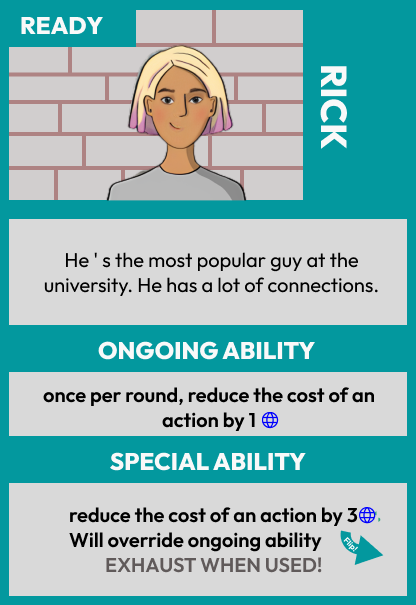 READY
RICK
He ' s the most popular guy at the
university. He has a lot of connections.
ONGOING ABILITY
once per round, reduce the cost of an
action by 1
SPECIAL ABILITY
reduce the cost of an action by 3.
Will override ongoing ability
Flip!
EXHAUST WHEN USED!